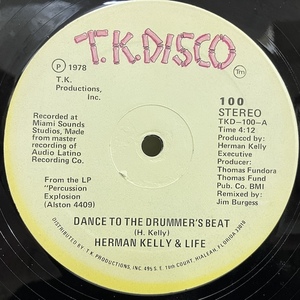 T.K.DISCO
Tm
℗ 1978
T.K.
Productions,
Inc.
Recorded at
Miami Sounds
Studios, Made
from master
recording of
Audio Latino
Recording Co.
From the LP
"Percussion
Explosion
(Alston 4409)
100
STEREO
TKD-100-A
Time 4:12
Produced by:
Herman Kelly
Executive
Producer:
Thomas Fundora
Thomas Fund
Pub. Co. BMI
Remixed by:
Jim Burgess
DANCE TO THE DRUMMER'S BEAT
(H. Kelly)
HERMAN KELLY & LIFE
DISTRIBUTED BY T.K. PRODUCTIONS, INC. 495 S.E. 10th COURT, HIALEAH, FLORIDA 33010